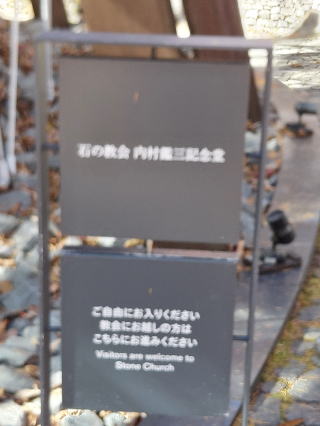 石の教会 内村鑑三記念堂
ご自由にお入りください
教会にお越しの方は
こちらにお進みください
Visitors are welcome to
Stone Church